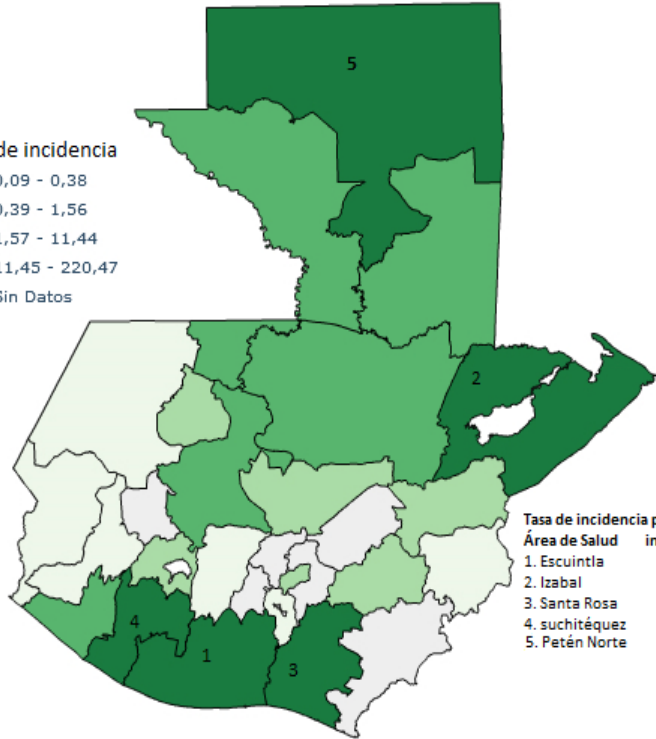 5
de incidencia
0,09 - 0,38
0,39 - 1,56
1,57 - 11,44
11,45 - 220,47
Sin Datos
2
Tasa de incidencia
Área de Salud
1. Escuintla
2. Izabal
3. Santa Rosa
4. suchitéquez
5. Petén Norte
4
1
3